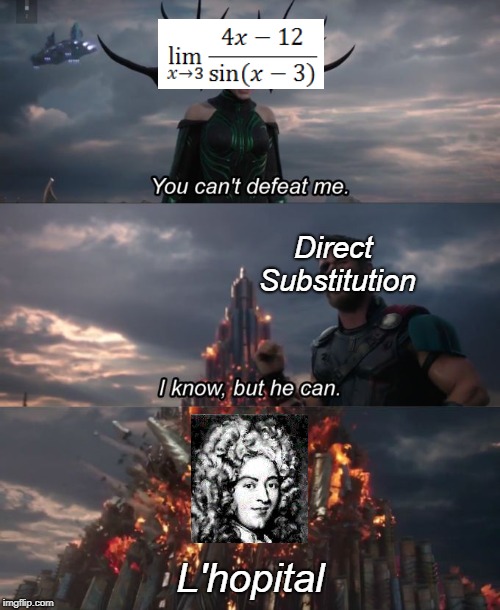 lim x→3 (4x − 12)/sin(x − 3)
You can't defeat me.
Direct
Substitution
I know, but he can.
L'hopital
imgflip.com